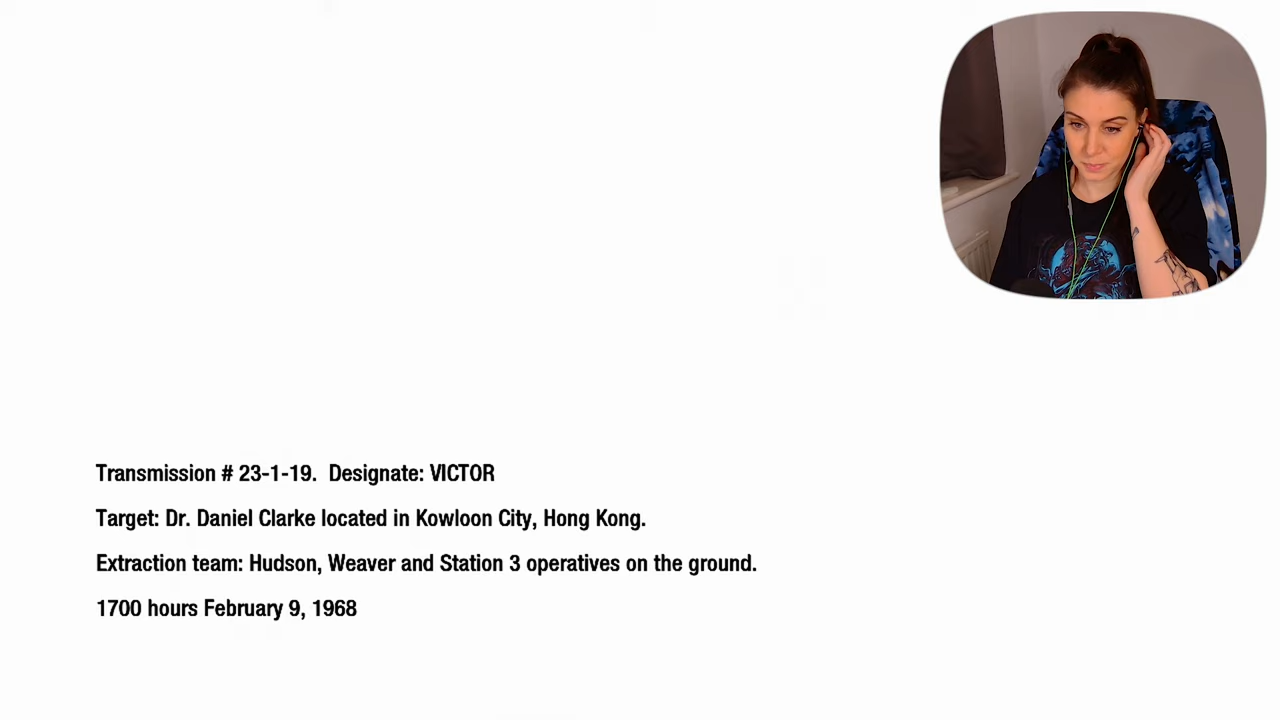 Transmission # 23-1-19.  Designate: VICTOR
Target: Dr. Daniel Clarke located in Kowloon City, Hong Kong.
Extraction team: Hudson, Weaver and Station 3 operatives on the ground.
1700 hours February 9, 1968